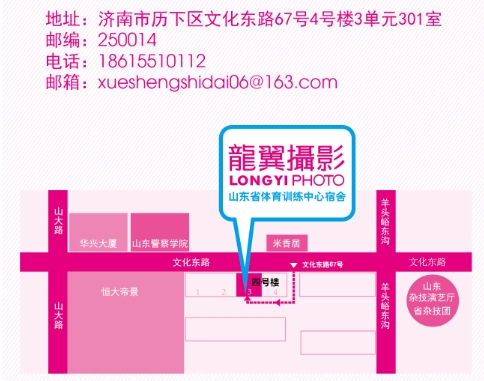 地址：济南市历下区文化东路67号4号楼3单元301室
邮编：250014
电话：18615510112
邮箱：xueshengshidai06@163.com
龍翼攝影
LONGYI PHOTO
山东省体育训练中心宿舍
山大路
华兴大厦
山东警察学院
米香居
羊头峪东沟
文化东路
文化东路67号
文化东路
山大路
恒大帝景
四号楼
1 2 3 4
羊头峪东沟
山东
杂技演艺厅
省杂技团